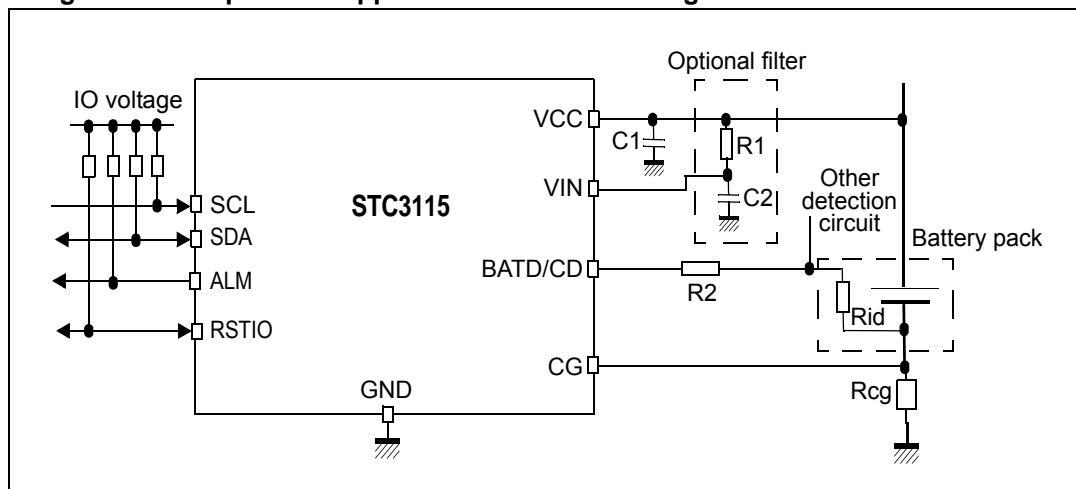 Optional filter
IO voltage
VCC
C1
R1
VIN
C2
STC3115
Other
detection
circuit
SCL
SDA
Battery pack
BATD/CD
ALM
R2
Rid
RSTIO
CG
GND
Rcg